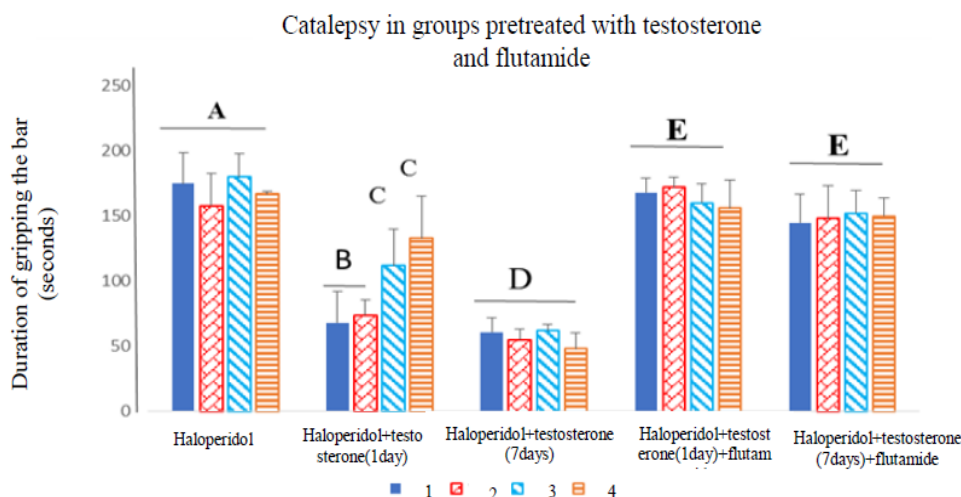 Catalepsy in groups pretreated with testosterone
and flutamide
Duration of gripping the bar
(seconds)
250
200
150
100
50
0
A
B
C
C
D
E
E
Haloperidol
Haloperidol+testo
sterone(1day)
Haloperidol+testosterone
(7days)
Haloperidol+testost
erone(1day)+flutam
Haloperidol+testosterone
(7days)+flutamide
1 2 3 4